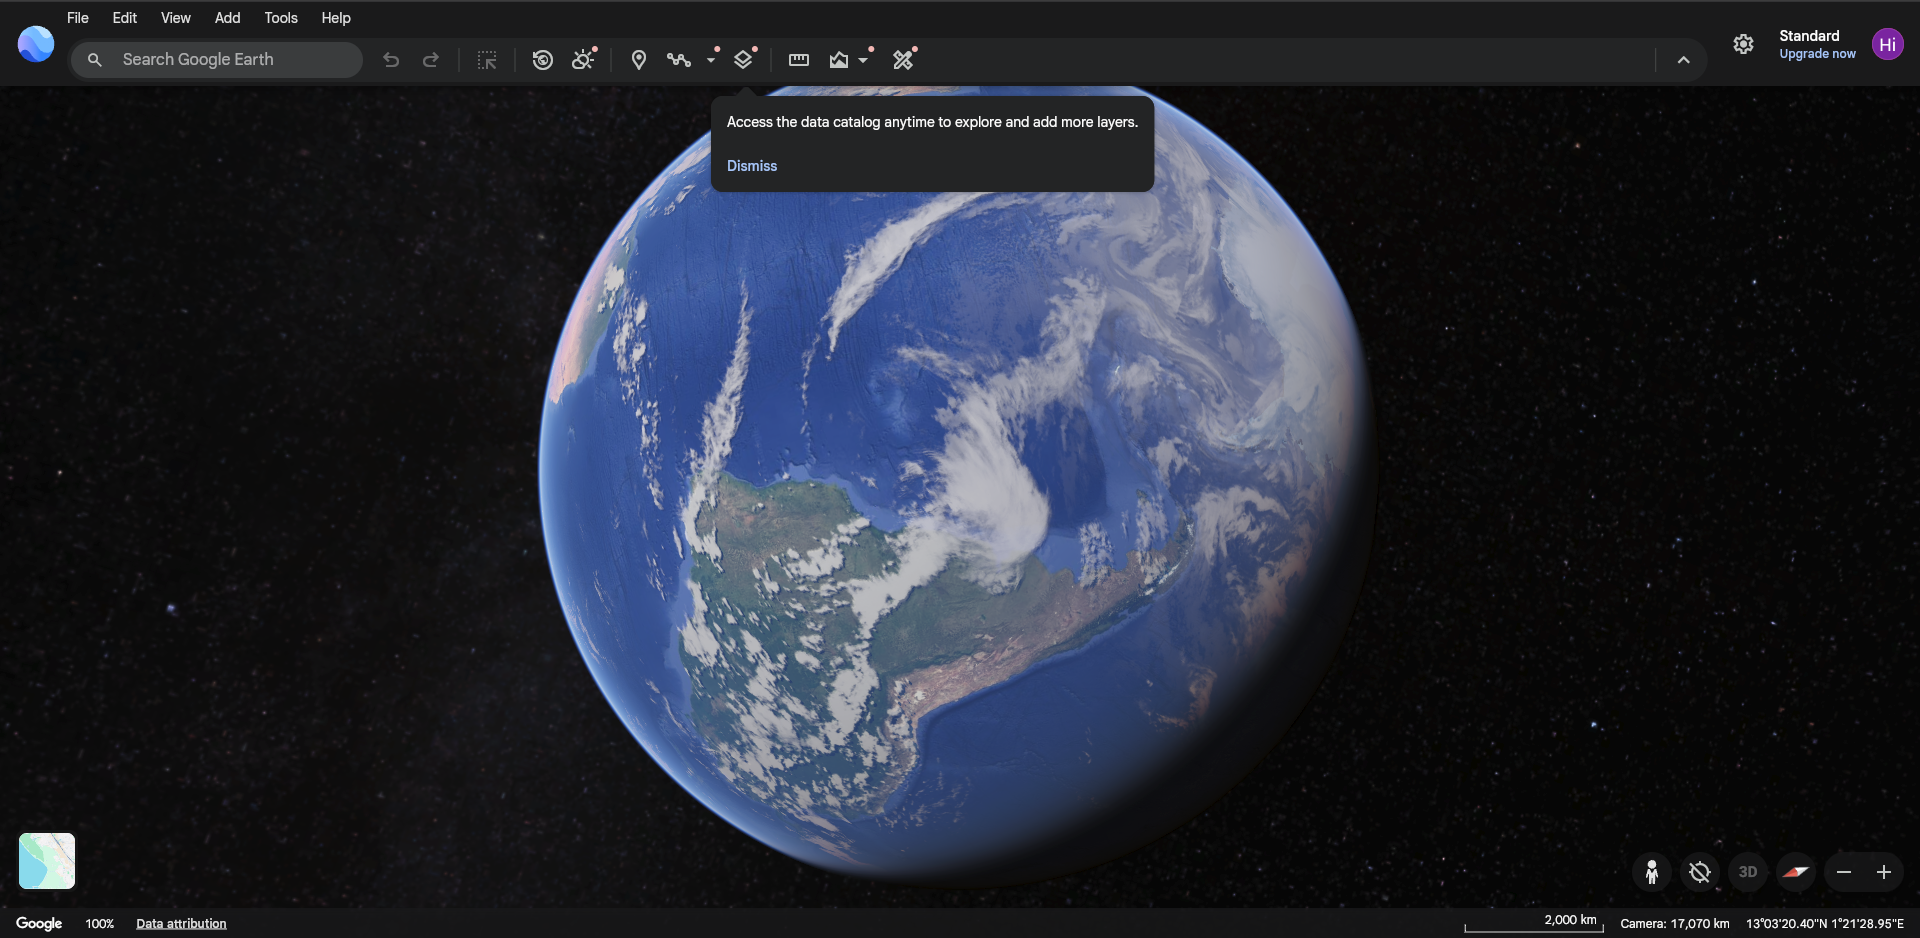 File Edit View Add Tools Help
Search Google Earth
Standard
Upgrade now
Hi
Access the data catalog anytime to explore and add more layers.
Dismiss
3D
Google 100% Data attribution 2,000 km Camera: 17,070 km 13°03'20.40"N 1°21'28.95"E